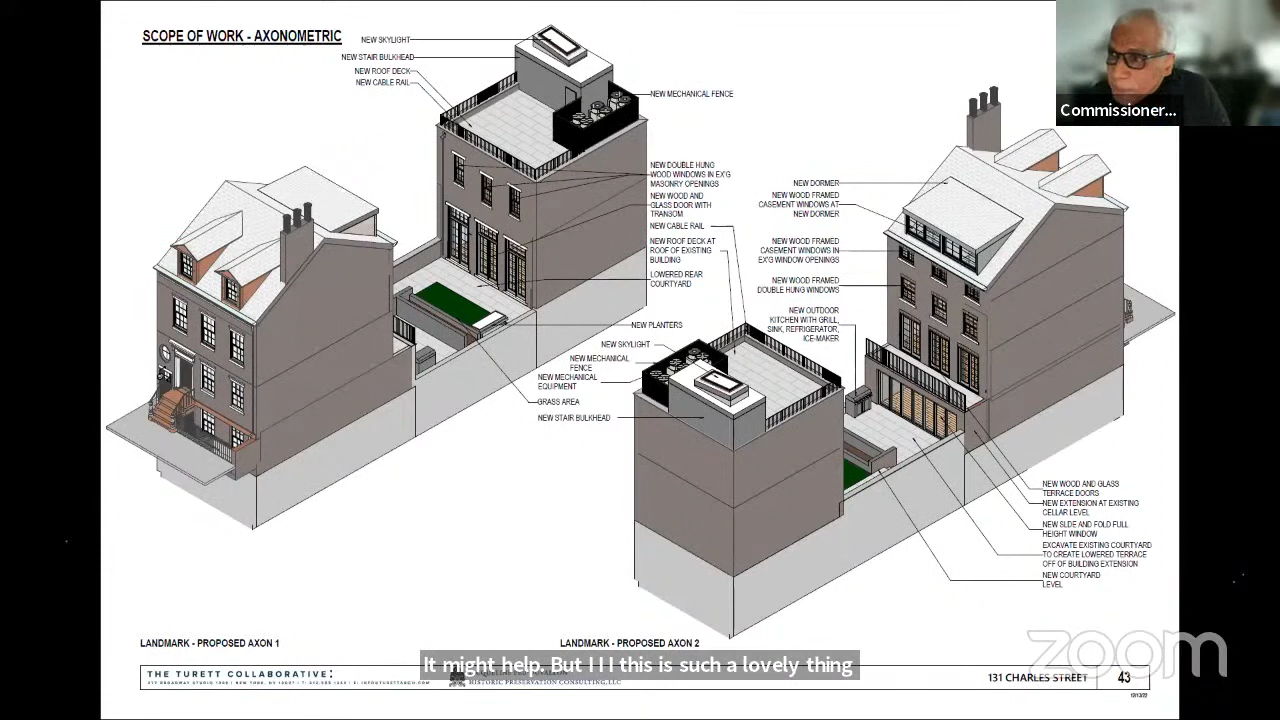 SCOPE OF WORK - AXONOMETRIC
NEW SKYLIGHT
NEW STAIR BULKHEAD
NEW ROOF DECK
NEW CABLE RAIL
NEW MECHANICAL FENCE
NEW DOUBLE HUNG
WOOD WINDOWS IN EX'G
MASONRY OPENINGS
NEW WOOD AND
GLASS DOOR WITH
TRANSOM
NEW CABLE RAIL
NEW ROOF DECK AT
ROOF OF EXISTING
BUILDING
LOWERED REAR
COURTYARD
NEW PLANTERS
NEW SKYLIGHT
NEW MECHANICAL
FENCE
NEW MECHANICAL
EQUIPMENT
GRASS AREA
NEW STAIR BULKHEAD
Commissioner...
NEW DORMER
NEW WOOD FRAMED
CASEMENT WINDOWS AT
NEW DORMER
NEW WOOD FRAMED
CASEMENT WINDOWS IN
EX'G WINDOW OPENINGS
NEW WOOD FRAMED
DOUBLE HUNG WINDOWS
NEW OUTDOOR
KITCHEN WITH GRILL,
SINK, REFRIGERATOR,
ICE-MAKER
NEW WOOD AND GLASS
TERRACE DOORS
NEW EXTENSION AT EXISTING
CELLAR LEVEL
NEW SLDE AND FOLD FULL
HEIGHT WINDOW
EXCAVATE EXISTING COURTYARD
TO CREATE LOWERED TERRACE
OFF OF BUILDING EXTENSION
NEW COURTYARD
LEVEL
LANDMARK - PROPOSED AXON 1
LANDMARK - PROPOSED AXON 2
zoom
It might help. But I I I this is such a lovely thing
THE TURETT COLLABORATIVE:
HISTORIC PRESERVATION CONSULTING, LLC
131 CHARLES STREET
43